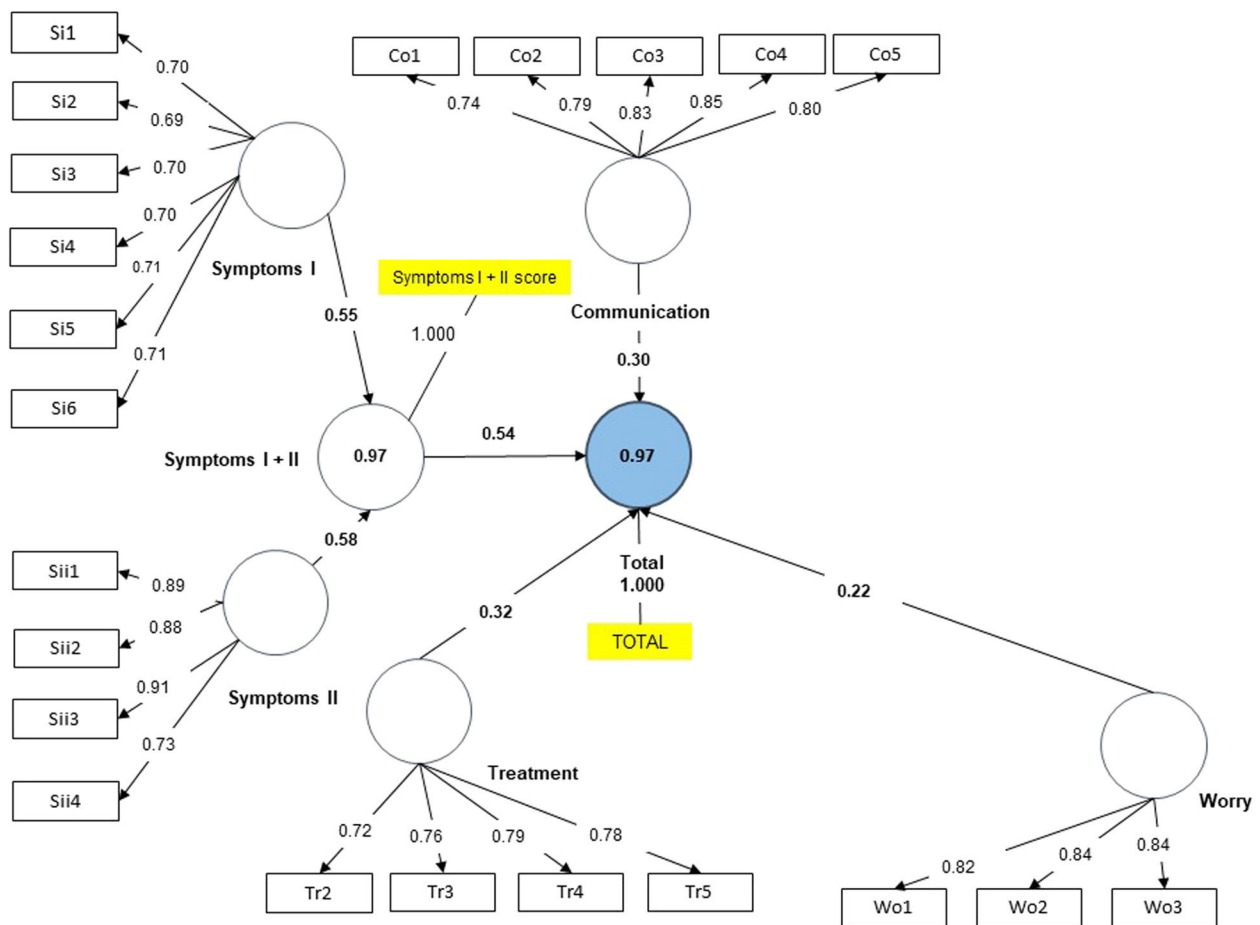 Si1
0.70
Si2
0.69
Si3
0.70
Si4
0.70
Si5
0.71
Si6
0.71
Symptoms I
0.55
Co1
Co2
Co3
Co4
Co5
0.74
0.79
0.83
0.85
0.80
Communication
0.30
Symptoms I + II score
1.000
Symptoms I + II
0.97
0.54
0.97
0.58
Sii1
0.89
Sii2
0.88
Sii3
0.91
Sii4
0.73
Symptoms II
Total
1.000
TOTAL
0.32
0.22
Treatment
0.72
0.76
0.79
0.78
Tr2
Tr3
Tr4
Tr5
Worry
0.82
0.84
0.84
Wo1
Wo2
Wo3